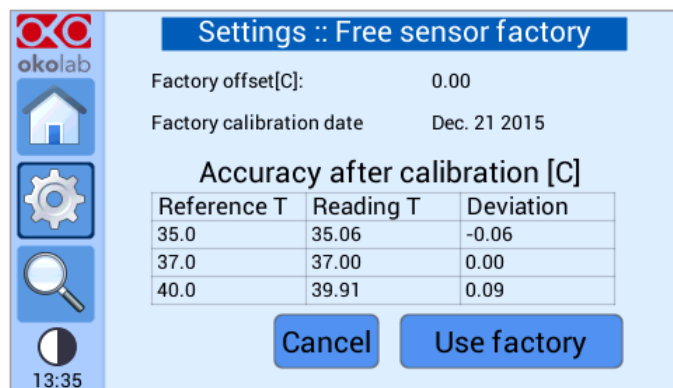 okolab
Settings :: Free sensor factory
Factory offset[C]: 0.00
Factory calibration date Dec. 21 2015
Accuracy after calibration [C]
Reference T Reading T Deviation
35.0 35.06 -0.06
37.0 37.00 0.00
40.0 39.91 0.09
Cancel Use factory
13:35